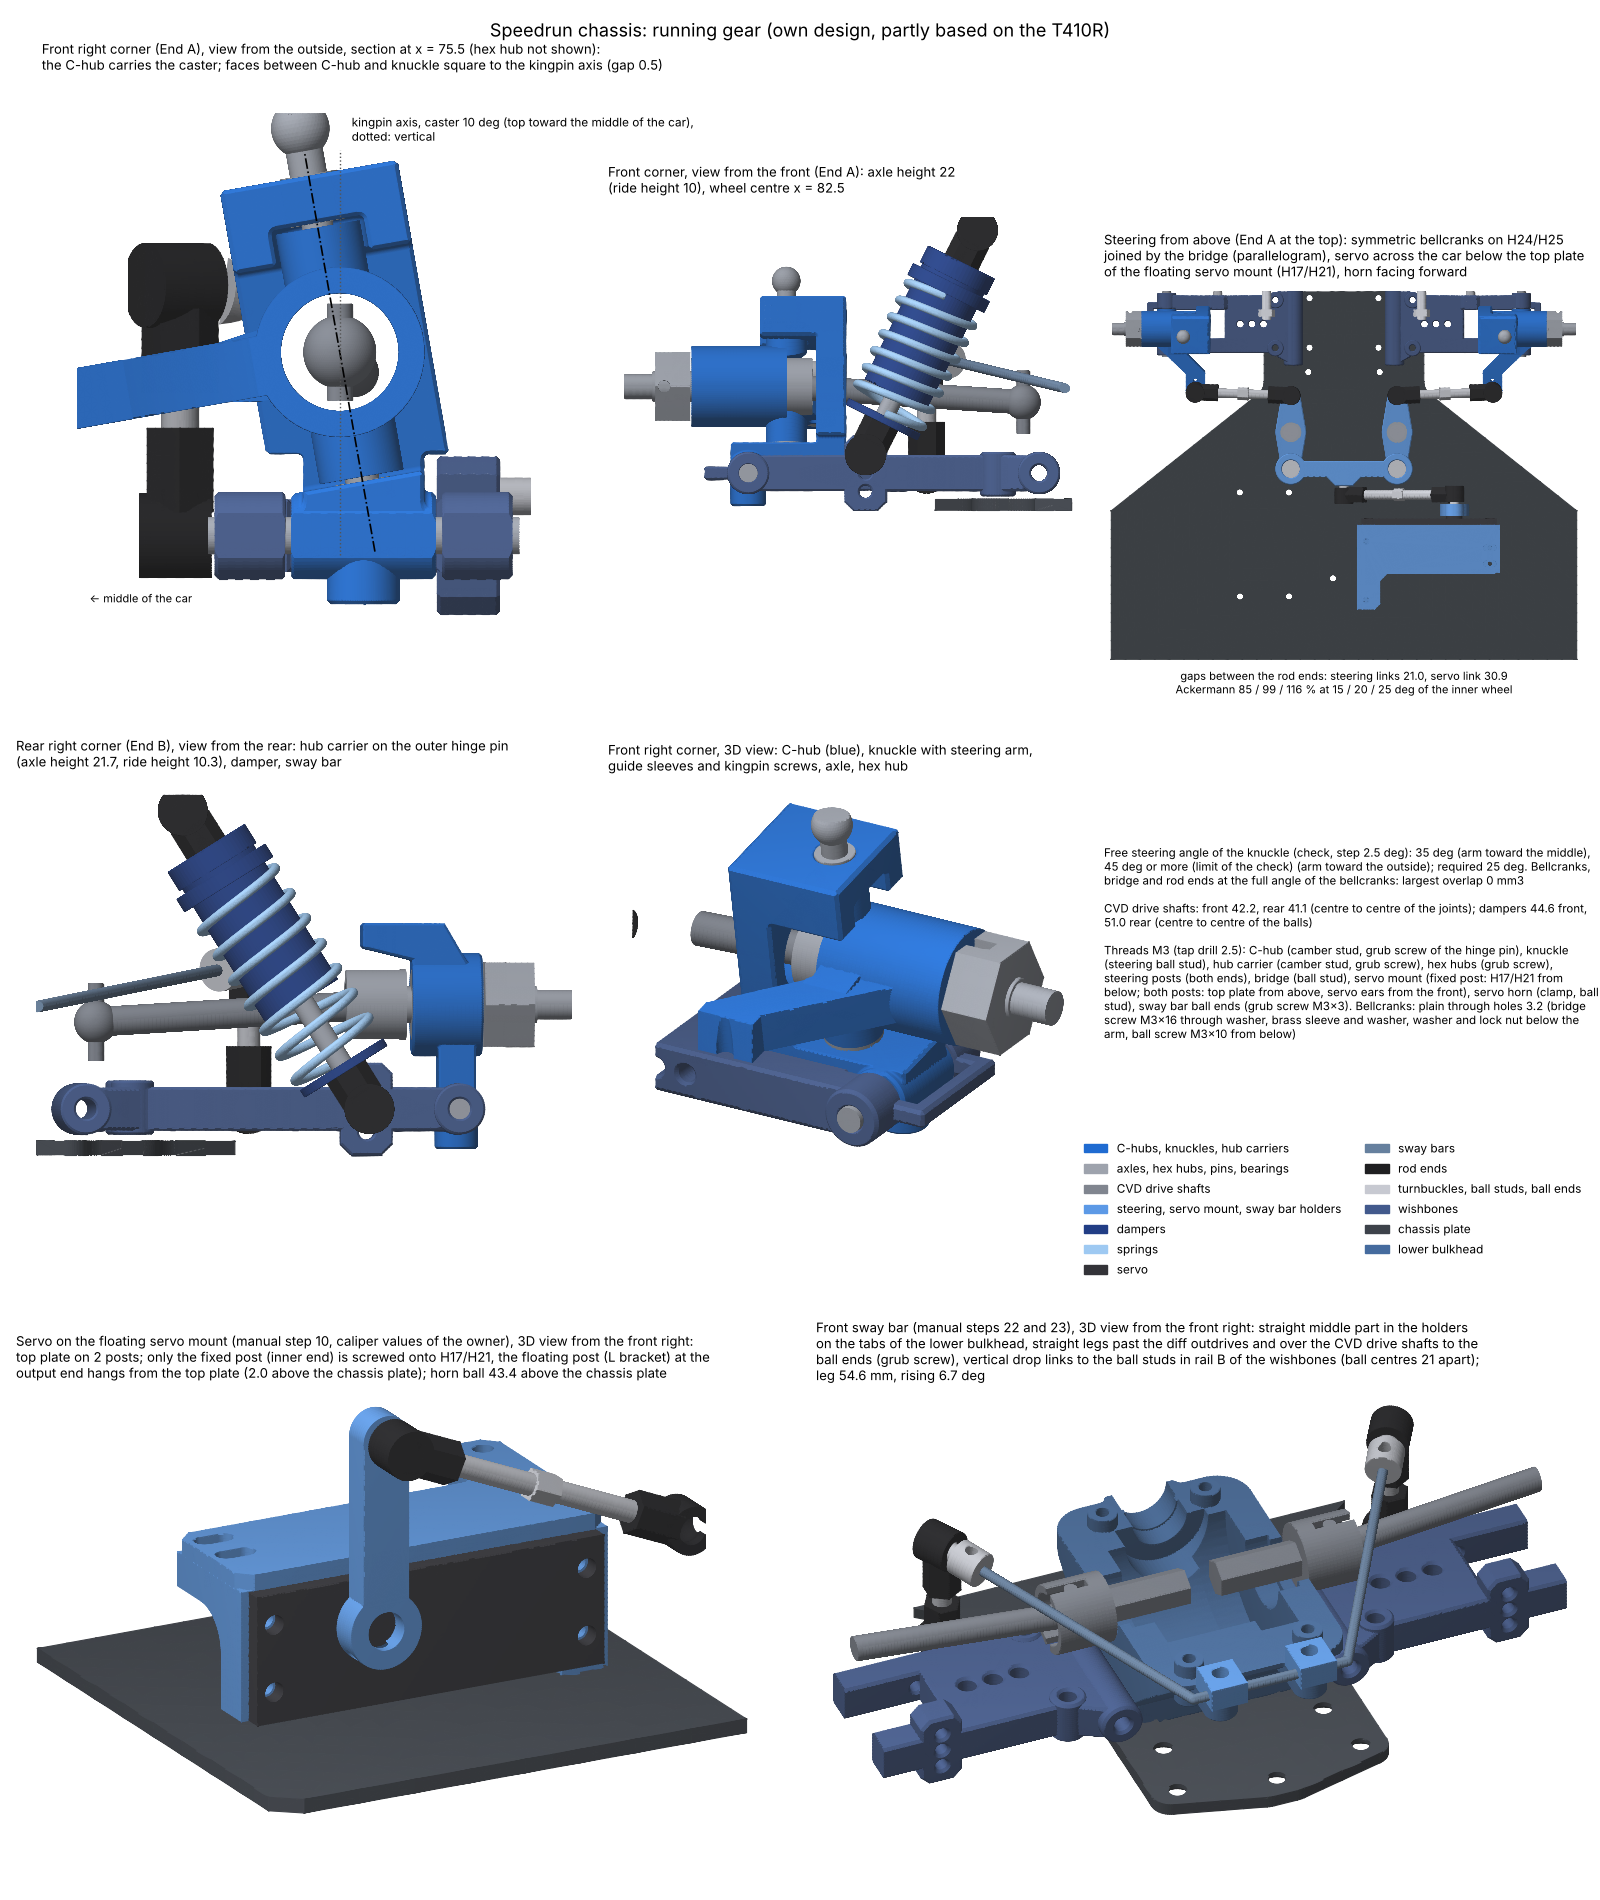 Speedrun chassis: running gear (own design, partly based on the T410R)
Front right corner (End A), view from the outside, section at x = 75.5 (hex hub not shown):
the C-hub carries the caster; faces between C-hub and knuckle square to the kingpin axis (gap 0.5)
kingpin axis, caster 10 deg (top toward the middle of the car),
dotted: vertical
← middle of the car
Front corner, view from the front (End A): axle height 22
(ride height 10), wheel centre x = 82.5
Steering from above (End A at the top): symmetric bellcranks on H24/H25
joined by the bridge (parallelogram), servo across the car below the top plate
of the floating servo mount (H17/H21), horn facing forward
gaps between the rod ends: steering links 21.0, servo link 30.9
Ackermann 85 / 99 / 116 % at 15 / 20 / 25 deg of the inner wheel
Rear right corner (End B), view from the rear: hub carrier on the outer hinge pin
(axle height 21.7, ride height 10.3), damper, sway bar
Front right corner, 3D view: C-hub (blue), knuckle with steering arm,
guide sleeves and kingpin screws, axle, hex hub
Free steering angle of the knuckle (check, step 2.5 deg): 35 deg (arm toward the middle),
45 deg or more (limit of the check) (arm toward the outside); required 25 deg. Bellcranks,
bridge and rod ends at the full angle of the bellcranks: largest overlap 0 mm3
CVD drive shafts: front 42.2, rear 41.1 (centre to centre of the joints); dampers 44.6 front,
51.0 rear (centre to centre of the balls)
Threads M3 (tap drill 2.5): C-hub (camber stud, grub screw of the hinge pin), knuckle
(steering ball stud), hub carrier (camber stud, grub screw), hex hubs (grub screw),
steering posts (both ends), bridge (ball stud), servo mount (fixed post: H17/H21 from
below; both posts: top plate from above, servo ears from the front), servo horn (clamp, ball
stud), sway bar ball ends (grub screw M3×3). Bellcranks: plain through holes 3.2 (bridge
screw M3×16 through washer, brass sleeve and washer, washer and lock nut below the
arm, ball screw M3×10 from below)
C-hubs, knuckles, hub carriers
axles, hex hubs, pins, bearings
CVD drive shafts
steering, servo mount, sway bar holders
dampers
springs
servo
sway bars
rod ends
turnbuckles, ball studs, ball ends
wishbones
chassis plate
lower bulkhead
Servo on the floating servo mount (manual step 10, caliper values of the owner), 3D view from the front right:
top plate on 2 posts; only the fixed post (inner end) is screwed onto H17/H21, the floating post (L bracket) at the
output end hangs from the top plate (2.0 above the chassis plate); horn ball 43.4 above the chassis plate
Front sway bar (manual steps 22 and 23), 3D view from the front right: straight middle part in the holders
on the tabs of the lower bulkhead, straight legs past the diff outdrives and over the CVD drive shafts to the
ball ends (grub screw), vertical drop links to the ball studs in rail B of the wishbones (ball centres 21 apart);
leg 54.6 mm, rising 6.7 deg